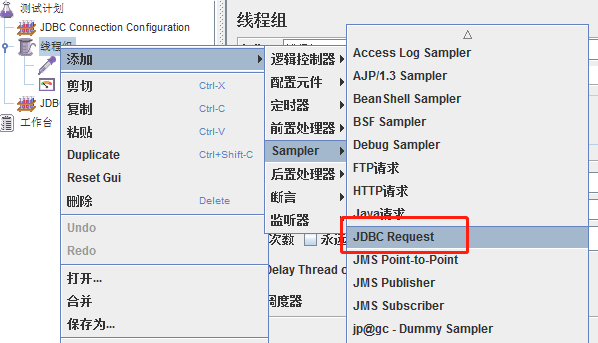 测试计划
JDBC Connection Configuration
线程组
JDB
工作台
添加
剪切 Ctrl-X
复制 Ctrl-C
粘贴 Ctrl-V
Duplicate Ctrl+Shift-C
Reset Gui
删除 Delete
Undo
Redo
打开...
合并
保存为...
线程组
逻辑控制器
配置元件
定时器
前置处理器
Sampler
后置处理器
断言
监听器
次数 永远
Delay Thread c
调度器
Access Log Sampler
AJP/1.3 Sampler
BeanShell Sampler
BSF Sampler
Debug Sampler
FTP请求
HTTP请求
Java请求
JDBC Request
JMS Point-to-Point
JMS Publisher
JMS Subscriber
jp@gc - Dummy Sampler